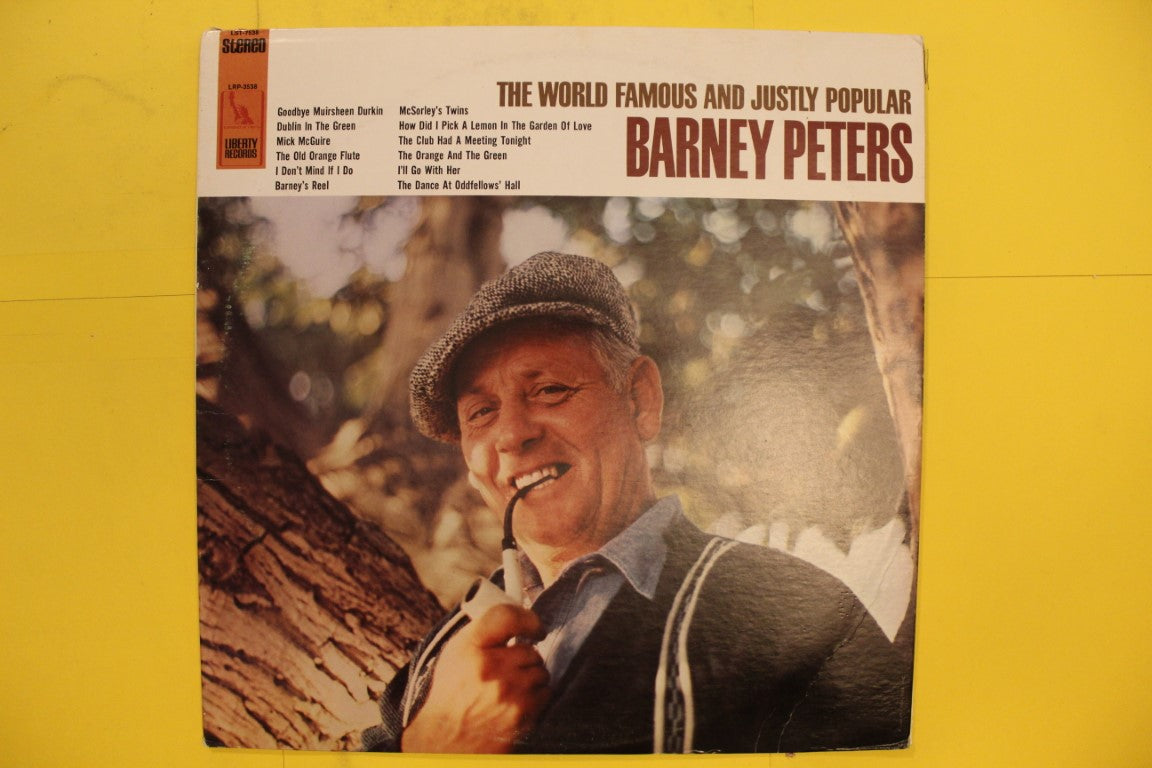 LST-7538
STEREO
LRP-3538
LIBERTY
RECORDS
THE WORLD FAMOUS AND JUSTLY POPULAR
BARNEY PETERS
Goodbye Muirsheen Durkin
Dublin In The Green
Mick McGuire
The Old Orange Flute
I Don't Mind If I Do
Barney's Reel
McSorley's Twins
How Did I Pick A Lemon In The Garden Of Love
The Club Had A Meeting Tonight
The Orange And The Green
I'll Go With Her
The Dance At Oddfellows' Hall